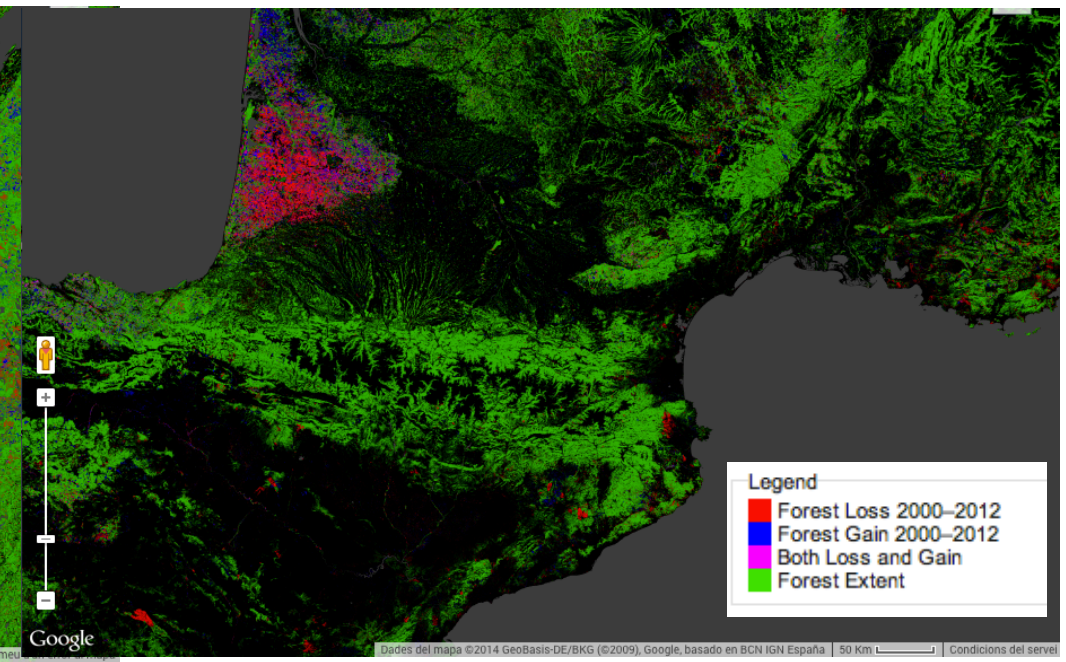 Legend
Forest Loss 2000–2012
Forest Gain 2000–2012
Both Loss and Gain
Forest Extent
+
−
−
Google
Dades del mapa ©2014 GeoBasis-DE/BKG (©2009), Google, basado en BCN IGN España
50 Km
Condicions del servei